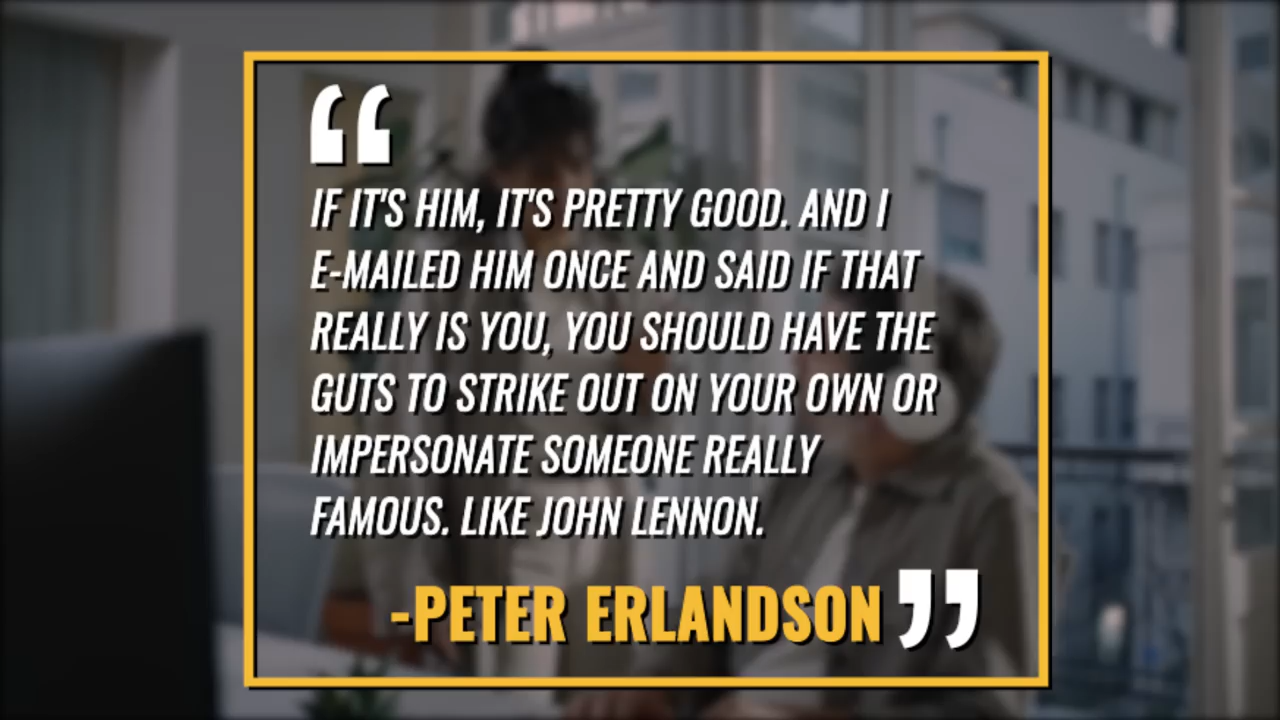 “
IF IT'S HIM, IT'S PRETTY GOOD. AND I
E-MAILED HIM ONCE AND SAID IF THAT
REALLY IS YOU, YOU SHOULD HAVE THE
GUTS TO STRIKE OUT ON YOUR OWN OR
IMPERSONATE SOMEONE REALLY
FAMOUS. LIKE JOHN LENNON.
-PETER ERLANDSON ”